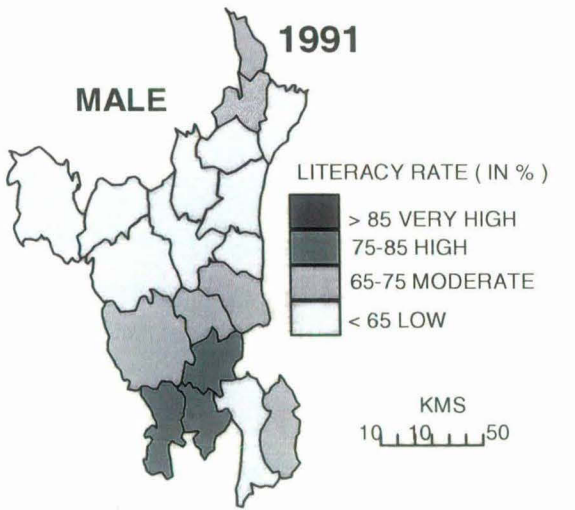 1991
MALE
LITERACY RATE ( IN % )
> 85 VERY HIGH
75-85 HIGH
65-75 MODERATE
< 65 LOW
KMS
10 10 50